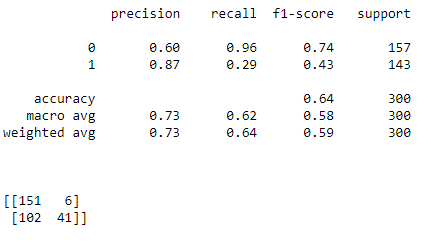 precision recall f1-score support
0 0.60 0.96 0.74 157
1 0.87 0.29 0.43 143
accuracy 0.64 300
macro avg 0.73 0.62 0.58 300
weighted avg 0.73 0.64 0.59 300
[[151 6]
[102 41]]